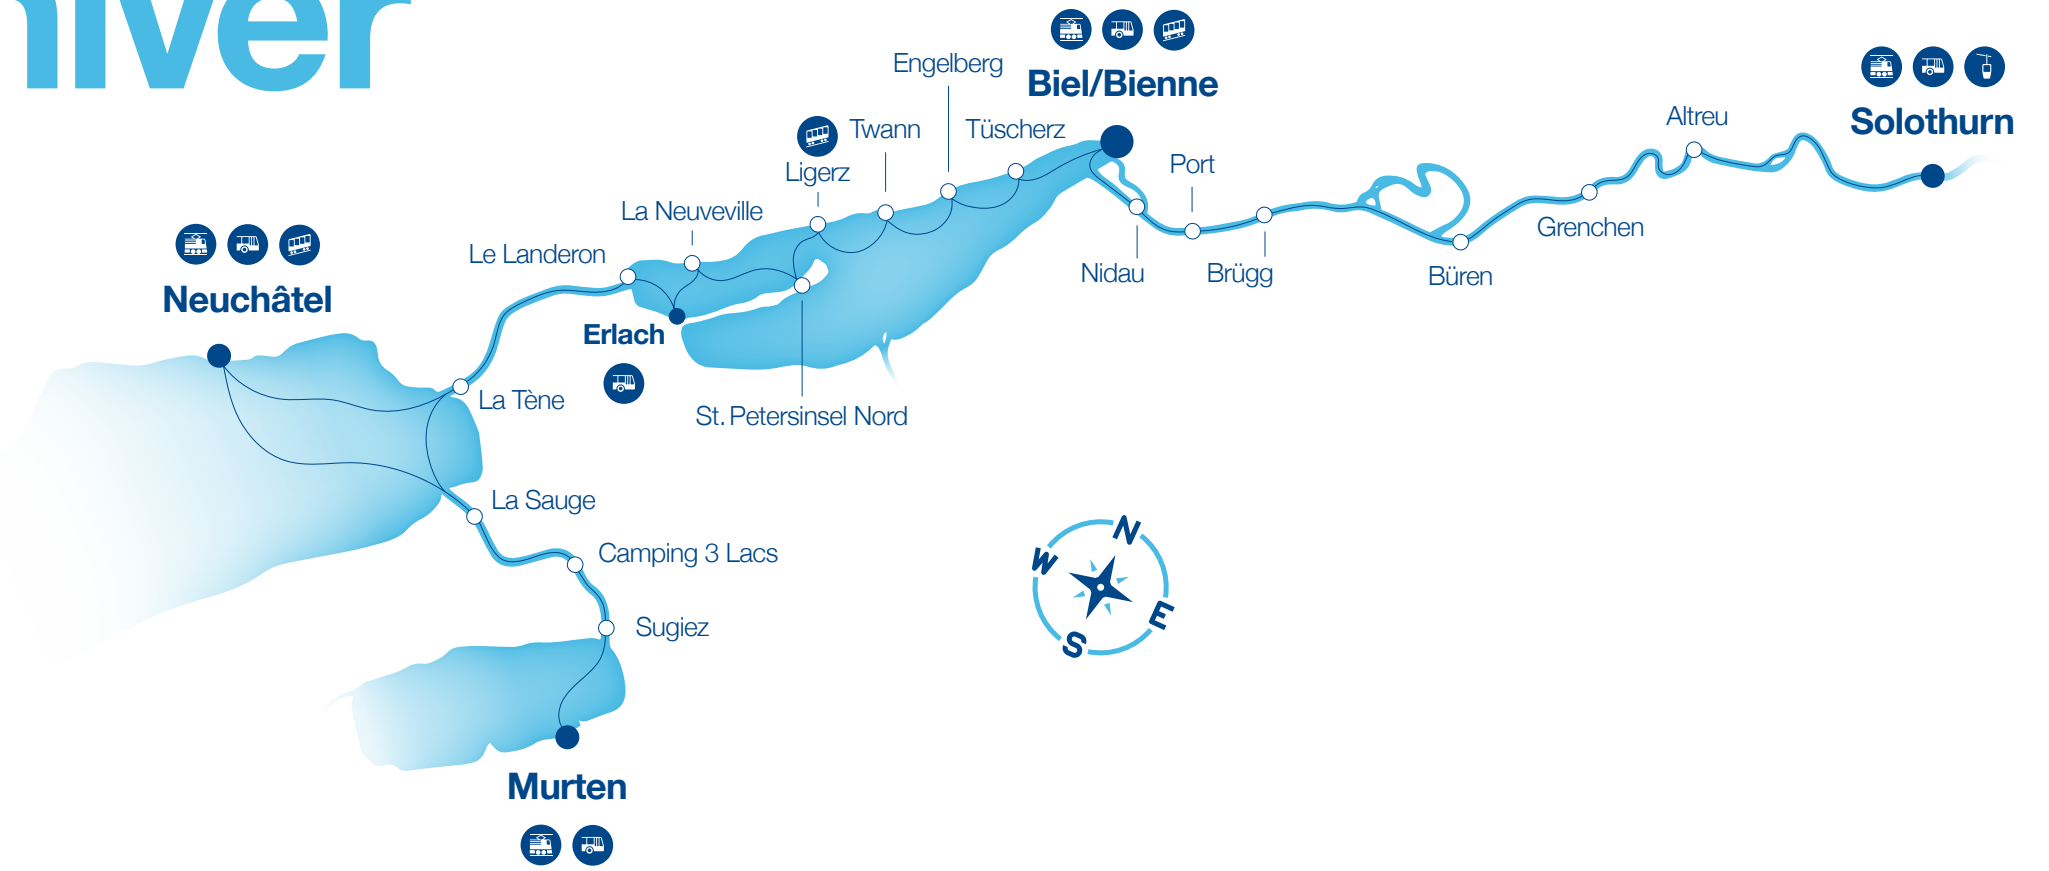 Engelberg
Biel/Bienne
Solothurn
Twann
Tüscherz
Altreu
Ligerz
Port
La Neuveville
Le Landeron
Grenchen
Nidau
Brügg
Büren
Neuchâtel
Erlach
La Tène
St. Petersinsel Nord
La Sauge
Camping 3 Lacs
Sugiez
N
W
E
S
Murten